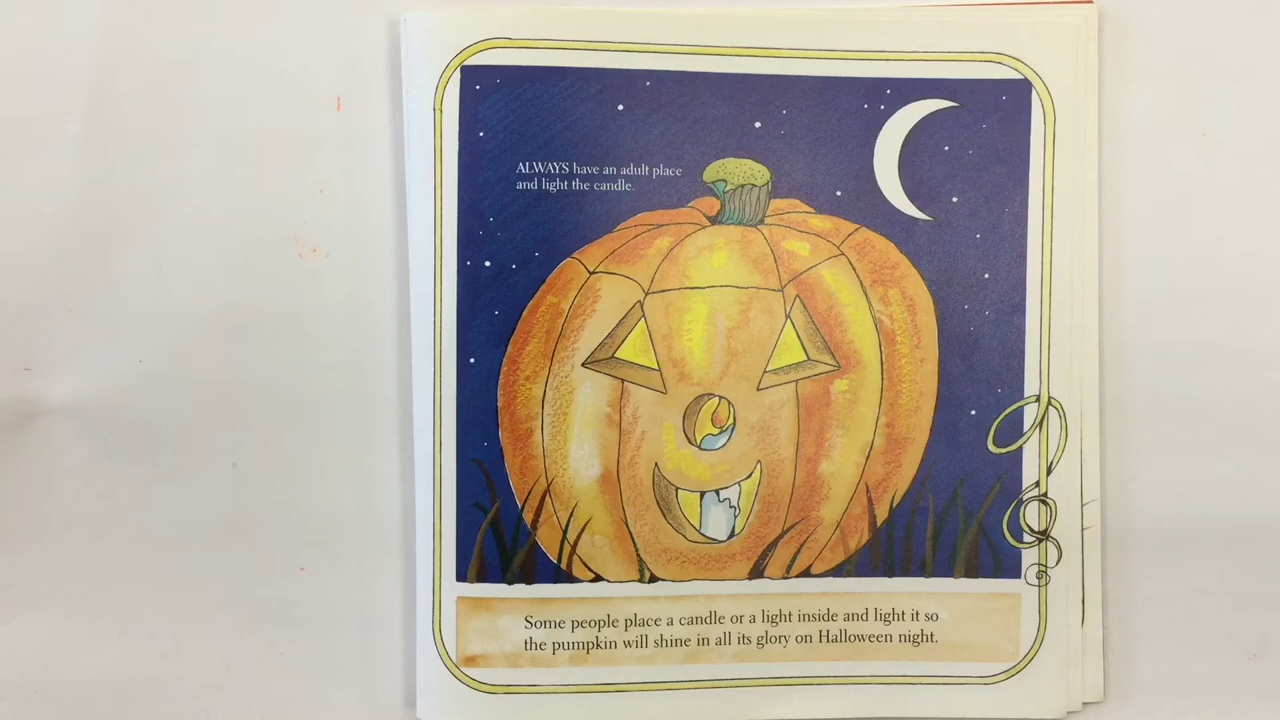 ALWAYS have an adult place
and light the candle.
Some people place a candle or a light inside and light it so
the pumpkin will shine in all its glory on Halloween night.